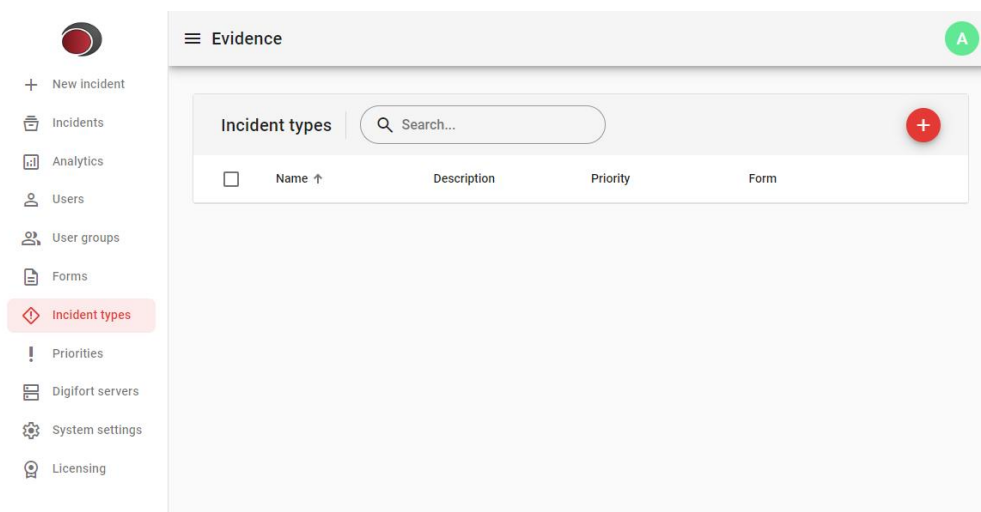 Evidence
A
New incident
Incidents
Analytics
Users
User groups
Forms
Incident types
Priorities
Digifort servers
System settings
Licensing
Incident types Search...
Name Description Priority Form